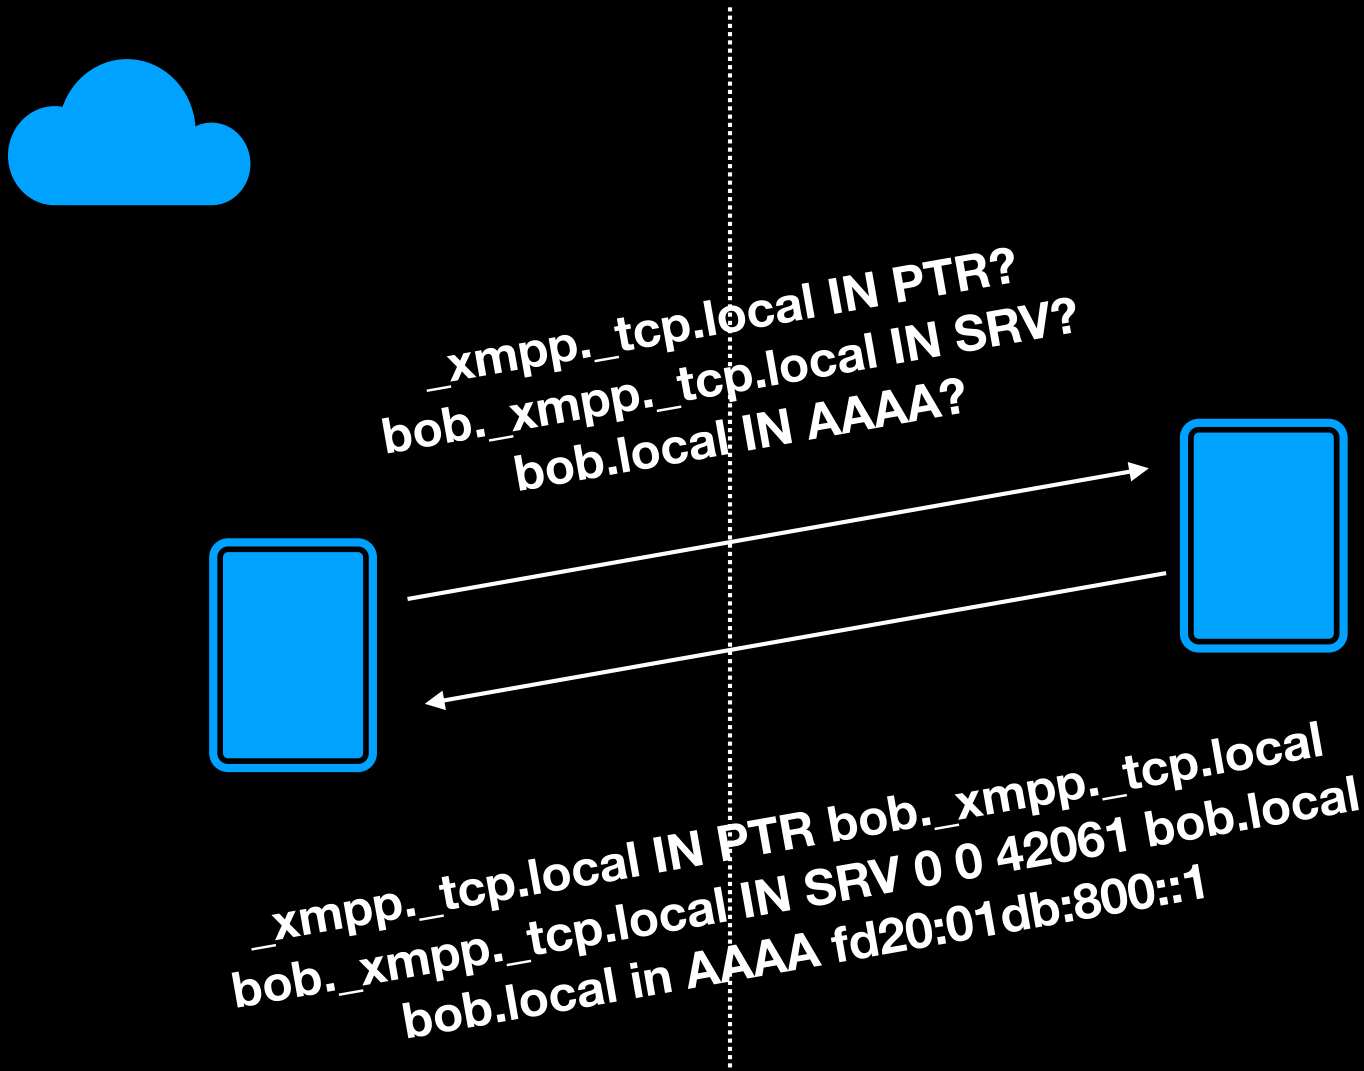 _xmpp._tcp.local IN PTR?
bob._xmpp._tcp.local IN SRV?
bob.local IN AAAA?
_xmpp._tcp.local IN PTR bob._xmpp._tcp.local
bob._xmpp._tcp.local IN SRV 0 0 42061 bob.local
bob.local in AAAA fd20:01db:800::1